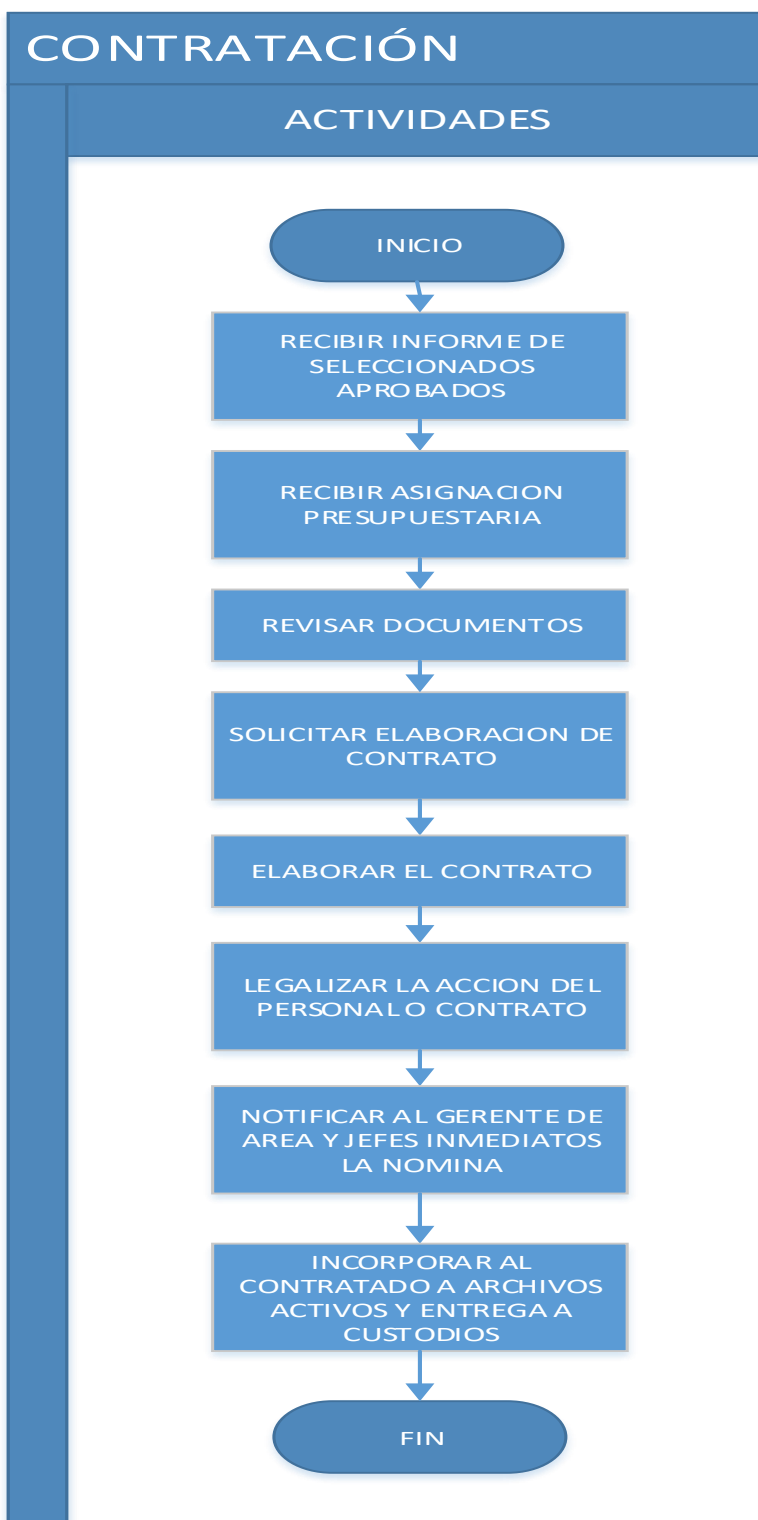 CONTRATACIÓN
ACTIVIDADES
INICIO
RECIBIR INFORME DE
SELECCIONADOS
APROBADOS
RECIBIR ASIGNACION
PRESUPUESTARIA
REVISAR DOCUMENTOS
SOLICITAR ELABORACION DE
CONTRATO
ELABORAR EL CONTRATO
LEGALIZAR LA ACCION DEL
PERSONAL O CONTRATO
NOTIFICAR AL GERENTE DE
AREA Y JEFES INMEDIATOS
LA NOMINA
INCORPORAR AL
CONTRATADO A ARCHIVOS
ACTIVOS Y ENTREGA A
CUSTODIOS
FIN